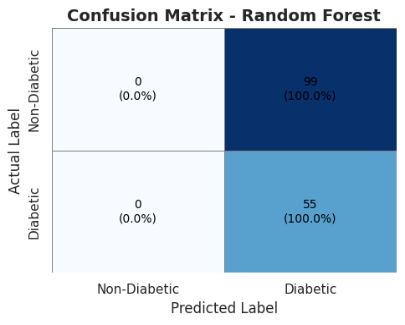 Confusion Matrix - Random Forest
Actual Label
Non-Diabetic
0
(0.0%)
99
(100.0%)
Diabetic
0
(0.0%)
55
(100.0%)
Non-Diabetic
Diabetic
Predicted Label